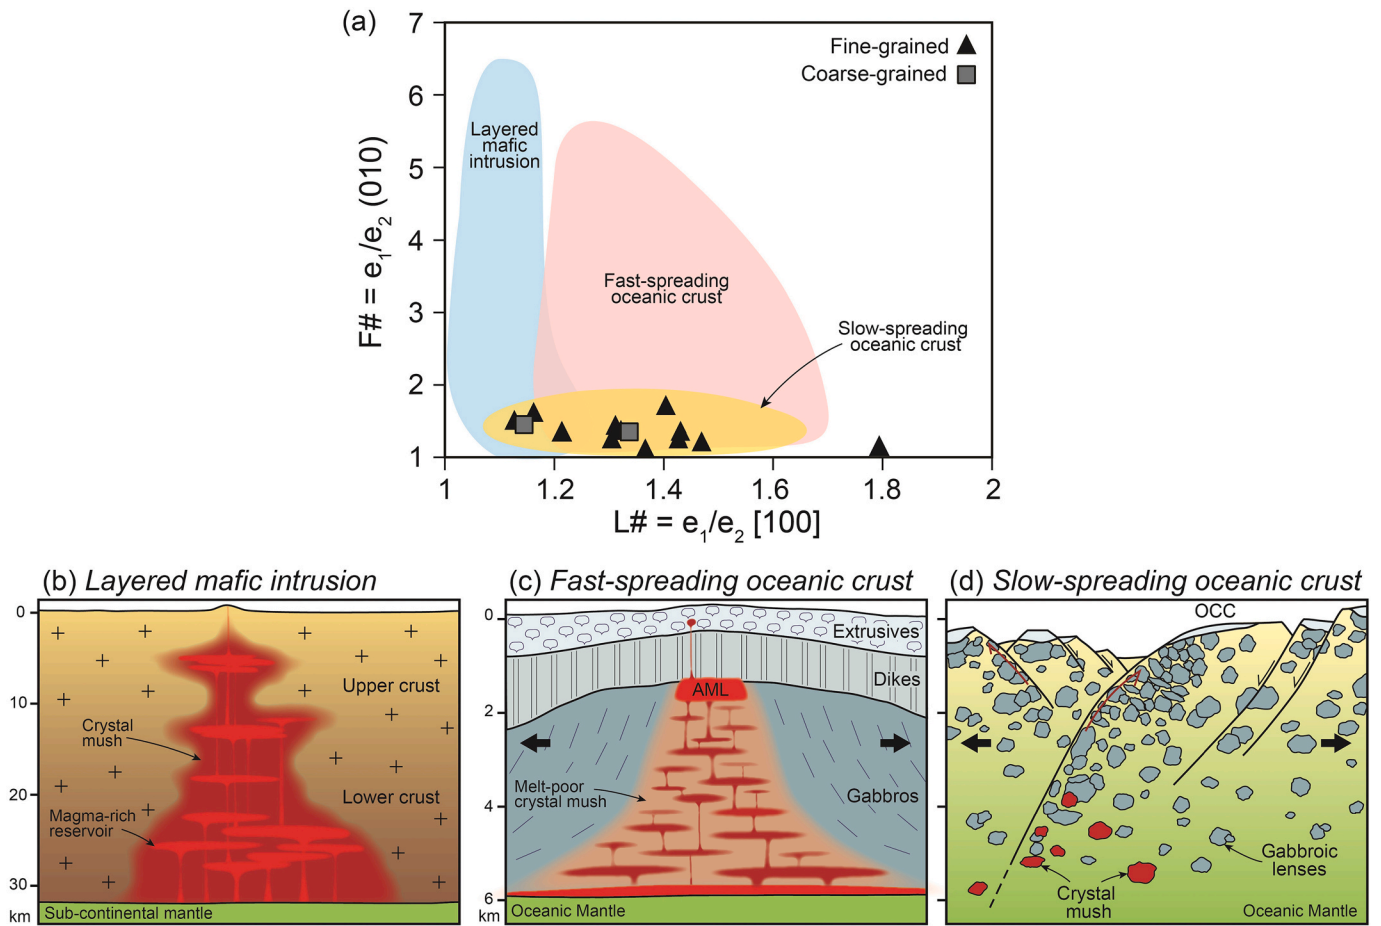 (a)
7
6
5
4
3
2
1
F# = e1/e2 (010)
Fine-grained
Coarse-grained
Layered
mafic
intrusion
Fast-spreading
oceanic crust
Slow-spreading
oceanic crust
1
1.2
1.4
1.6
1.8
2
L# = e1/e2 [100]
(b) Layered mafic intrusion
0
10
20
30
km
Upper crust
Crystal
mush
Lower crust
Magma-rich
reservoir
Sub-continental mantle
(c) Fast-spreading oceanic crust
0
2
4
6
km
Extrusives
Dikes
AML
Melt-poor
crystal mush
Gabbros
Oceanic Mantle
(d) Slow-spreading oceanic crust
OCC
Gabbroic
lenses
Crystal
mush
Oceanic Mantle